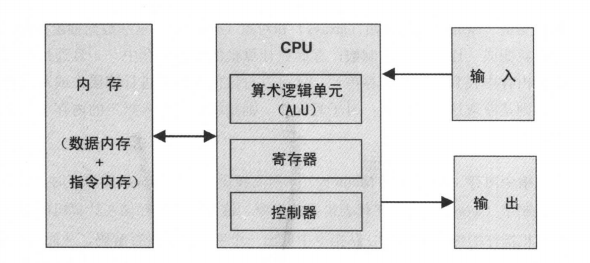 内 存
（数据内存
+
指令内存）
CPU
算术逻辑单元
（ALU）
寄存器
控制器
输 入
输 出